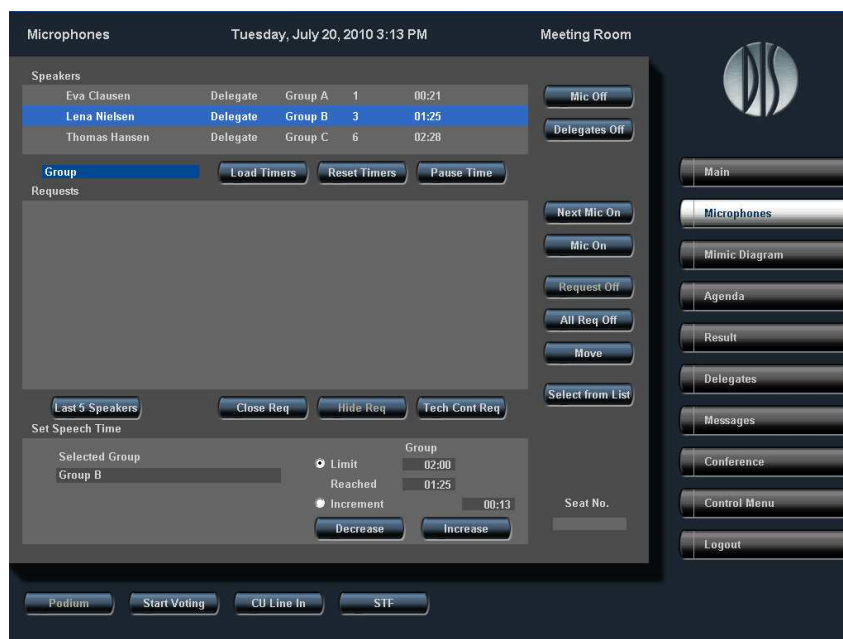 Microphones Tuesday, July 20, 2010 3:13 PM Meeting Room
DIS
Speakers
Eva Clausen Delegate Group A 1 00:21
Lena Nielsen Delegate Group B 3 01:25
Thomas Hansen Delegate Group C 6 02:28
Mic Off
Delegates Off
Group Load Timers Reset Timers Pause Time
Requests
Next Mic On
Mic On
Request Off
All Req Off
Move
Select from List
Last 5 Speakers Close Req Hide Req Tech Cont Req
Set Speech Time
Selected Group
Group B
Group
Limit 02:00
Reached 01:25
Increment 00:13
Decrease Increase
Seat No.
Main
Microphones
Mimic Diagram
Agenda
Result
Delegates
Messages
Conference
Control Menu
Logout
Podium Start Voting CU Line In STF